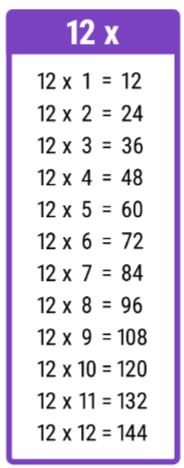 12 x
12 x 1 = 12
12 x 2 = 24
12 x 3 = 36
12 x 4 = 48
12 x 5 = 60
12 x 6 = 72
12 x 7 = 84
12 x 8 = 96
12 x 9 = 108
12 x 10 = 120
12 x 11 = 132
12 x 12 = 144